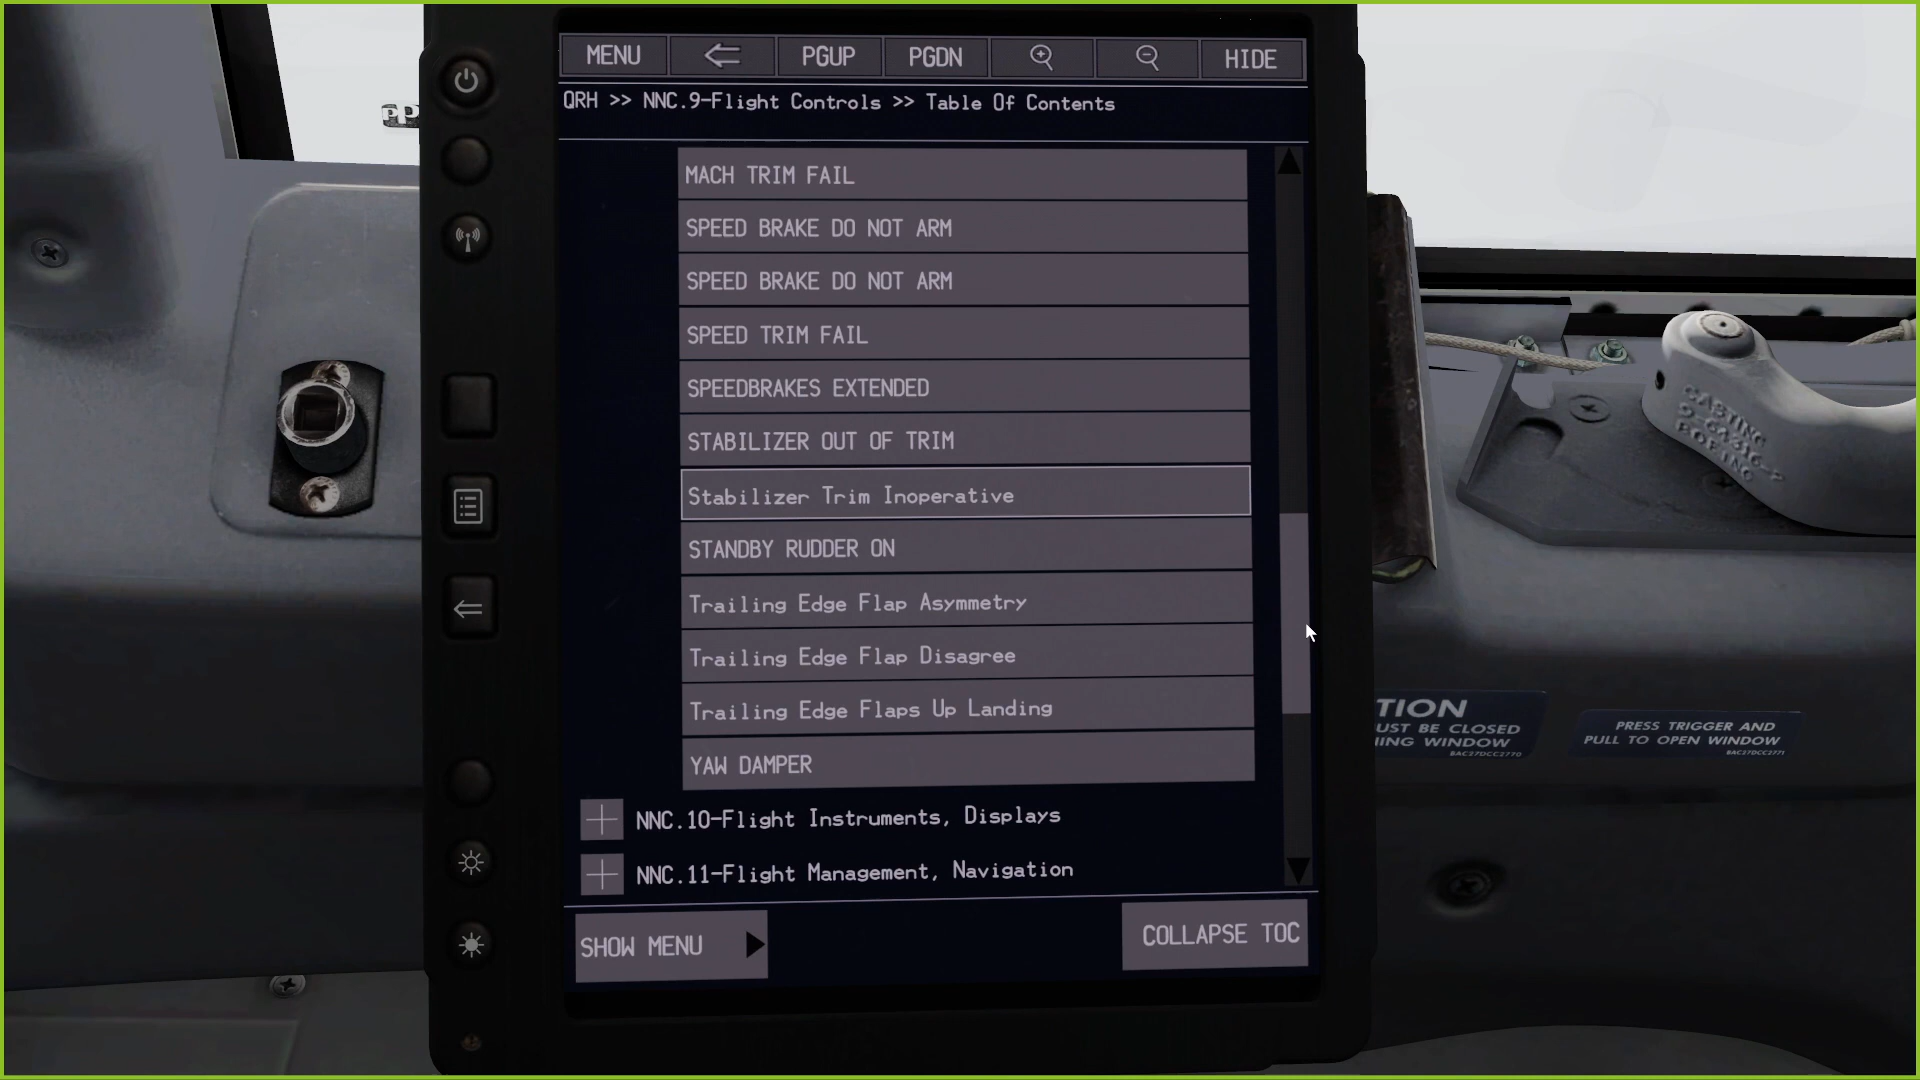 MENU
PGUP
PGDN
HIDE
QRH >> NNC.9-Flight Controls >> Table Of Contents
MACH TRIM FAIL
SPEED BRAKE DO NOT ARM
SPEED BRAKE DO NOT ARM
SPEED TRIM FAIL
SPEEDBRAKES EXTENDED
STABILIZER OUT OF TRIM
Stabilizer Trim Inoperative
STANDBY RUDDER ON
Trailing Edge Flap Asymmetry
Trailing Edge Flap Disagree
Trailing Edge Flaps Up Landing
YAW DAMPER
NNC.10-Flight Instruments, Displays
NNC.11-Flight Management, Navigation
SHOW MENU
COLLAPSE TOC
CASTING
BOEING
TION
UST BE CLOSED
ING WINDOW
BAC27DCC2770
PRESS TRIGGER AND
PULL TO OPEN WINDOW
BAC27DCC2771